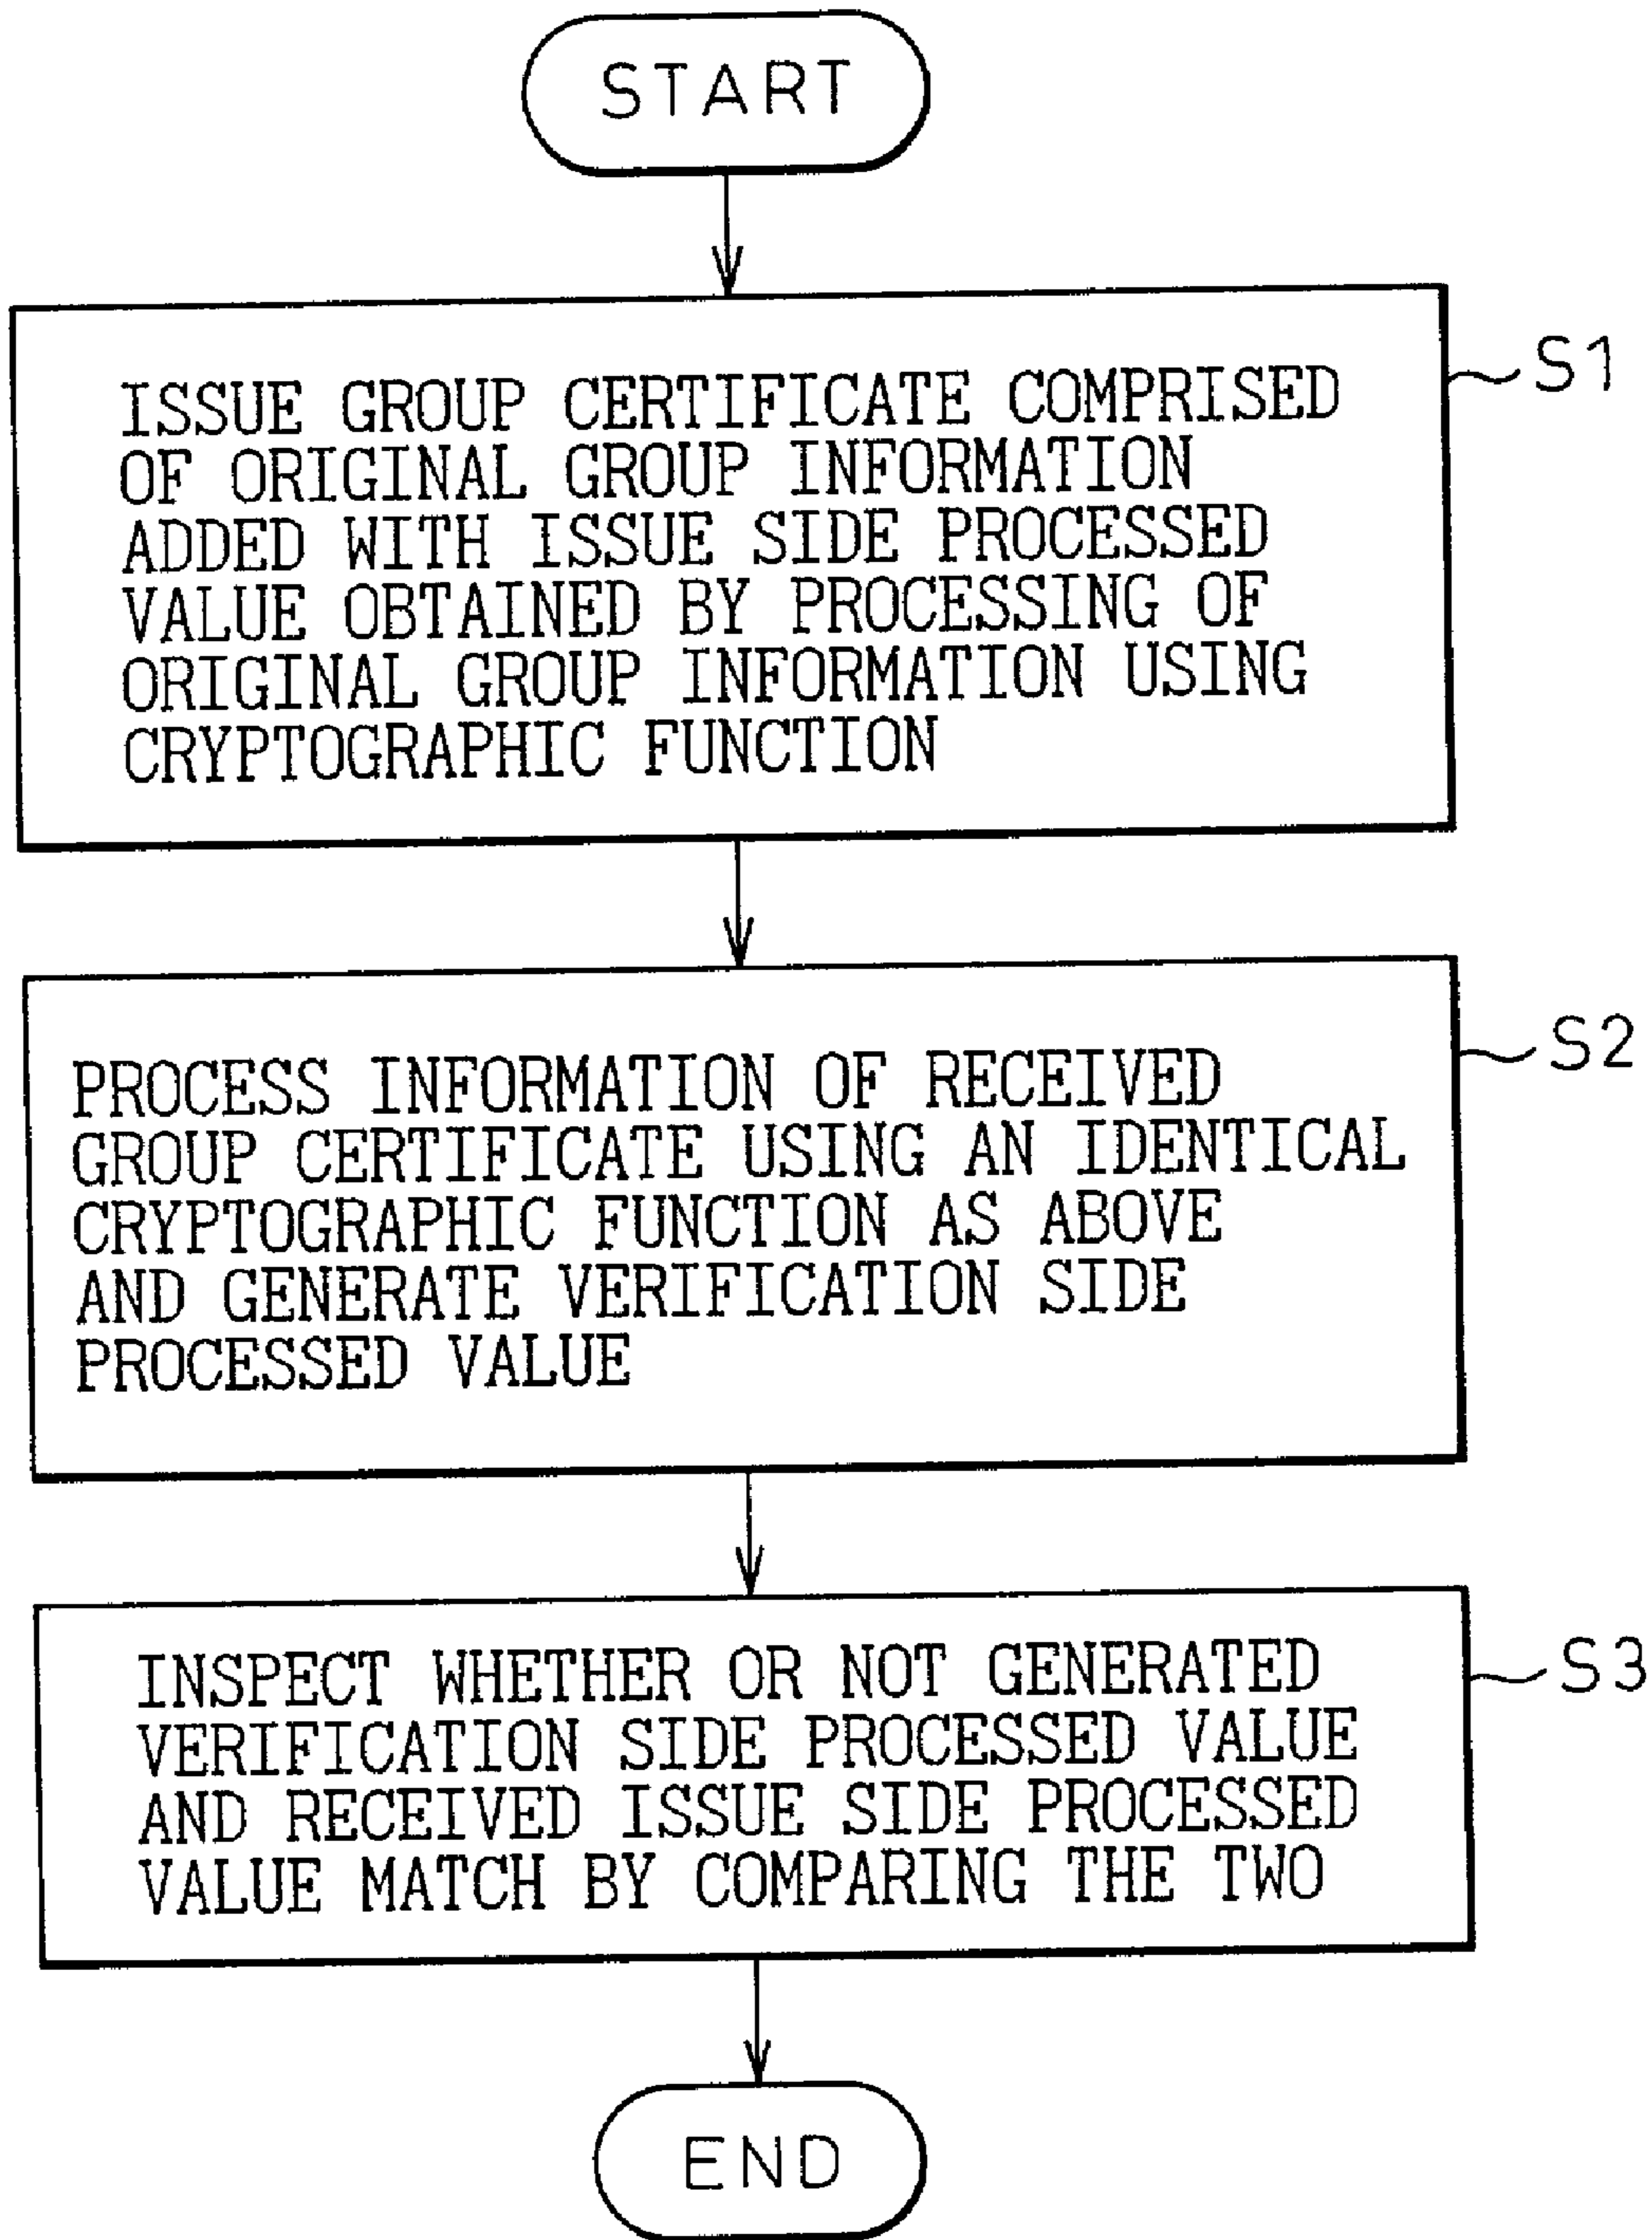 START
ISSUE GROUP CERTIFICATE COMPRISED
OF ORIGINAL GROUP INFORMATION
ADDED WITH ISSUE SIDE PROCESSED
VALUE OBTAINED BY PROCESSING OF
ORIGINAL GROUP INFORMATION USING
CRYPTOGRAPHIC FUNCTION
S1
PROCESS INFORMATION OF RECEIVED
GROUP CERTIFICATE USING AN IDENTICAL
CRYPTOGRAPHIC FUNCTION AS ABOVE
AND GENERATE VERIFICATION SIDE
PROCESSED VALUE
S2
INSPECT WHETHER OR NOT GENERATED
VERIFICATION SIDE PROCESSED VALUE
AND RECEIVED ISSUE SIDE PROCESSED
VALUE MATCH BY COMPARING THE TWO
S3
END